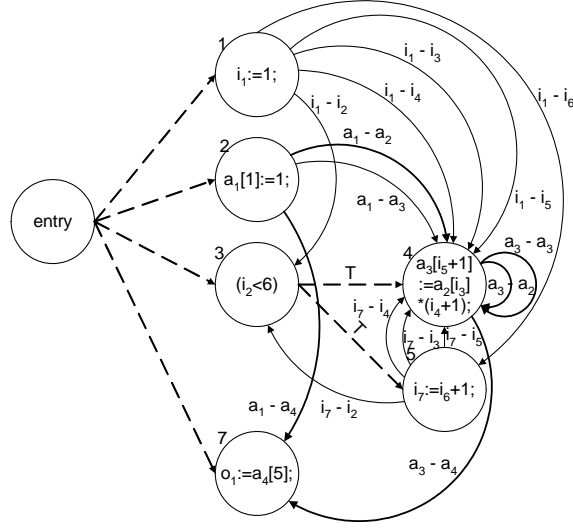 1
i1:=1;
i1 - i3
i1 - i6
i1 - i4
i1 - i2
2
a1 - a2
a1[1]:=1;
a1 - a3
i1 - i5
entry
3
4
a3 - a3
a3[i5+1]
(i2<6)
T
:=a2[i3]
a3 - a2
*(i4+1);
i7 - i4
T
i7 - i3
i7 - i5
5
i7:=i6+1;
a1 - a4
i7 - i2
7
a3 - a4
o1:=a4[5];